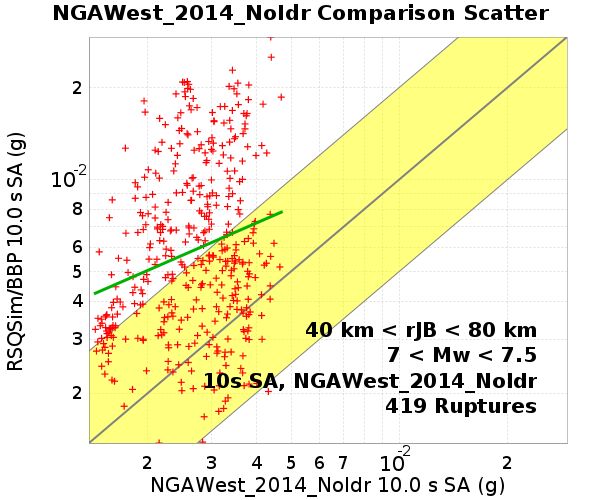 NGAWest_2014_NoIdr Comparison Scatter
RSQSim/BBP 10.0 s SA (g)
2
10-2
8
6
5
4
3
2
40 km < rJB < 80 km
7 < Mw < 7.5
10s SA, NGAWest_2014_NoIdr
419 Ruptures
2 3 4 5 6 7 10-2 2
NGAWest_2014_NoIdr 10.0 s SA (g)